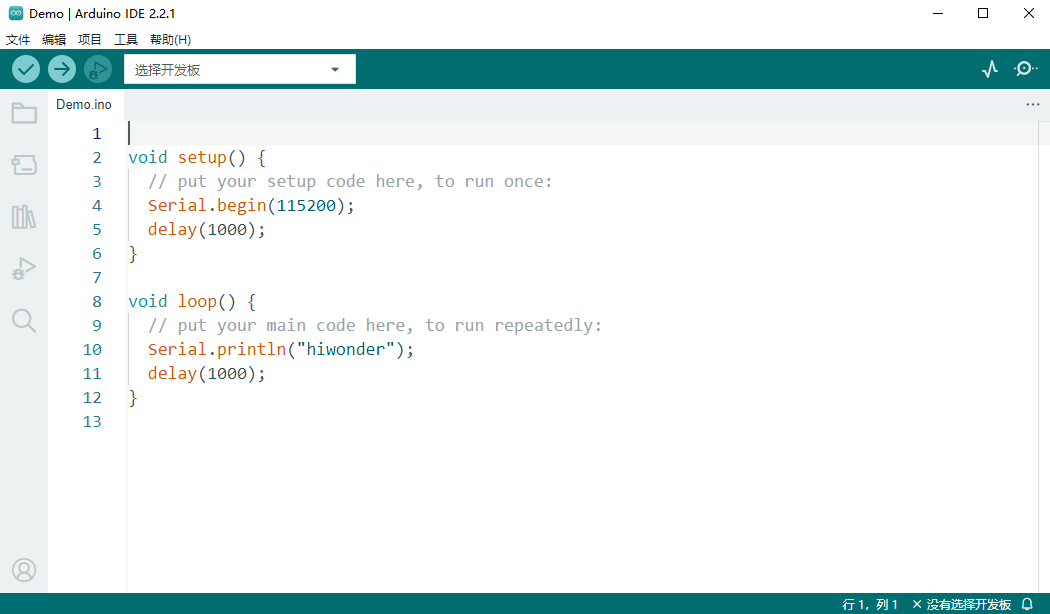 Demo | Arduino IDE 2.2.1
文件 编辑 项目 工具 帮助(H)
选择开发板
Demo.ino
1
2 void setup() {
3 // put your setup code here, to run once:
4 Serial.begin(115200);
5 delay(1000);
6 }
7
8 void loop() {
9 // put your main code here, to run repeatedly:
10 Serial.println("hiwonder");
11 delay(1000);
12 }
13
行 1，列 1 × 没有选择开发板